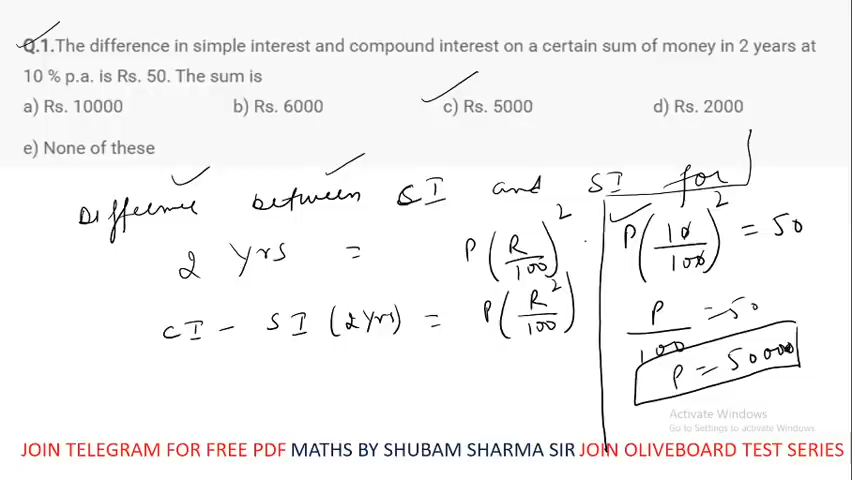 Q.1.The difference in simple interest and compound interest on a certain sum of money in 2 years at
10 % p.a. is Rs. 50. The sum is
a) Rs. 10000 b) Rs. 6000 c) Rs. 5000 d) Rs. 2000
e) None of these
Difference between CI and SI for
2 Yrs = P(R/100)²
CI - SI (2 Yrs) = P(R/100)²
P(10/100)² = 50
P/100 = 50
P = 50000
Activate Windows
Go to Settings to activate Windows
JOIN TELEGRAM FOR FREE PDF MATHS BY SHUBAM SHARMA SIR JOIN OLIVEBOARD TEST SERIES